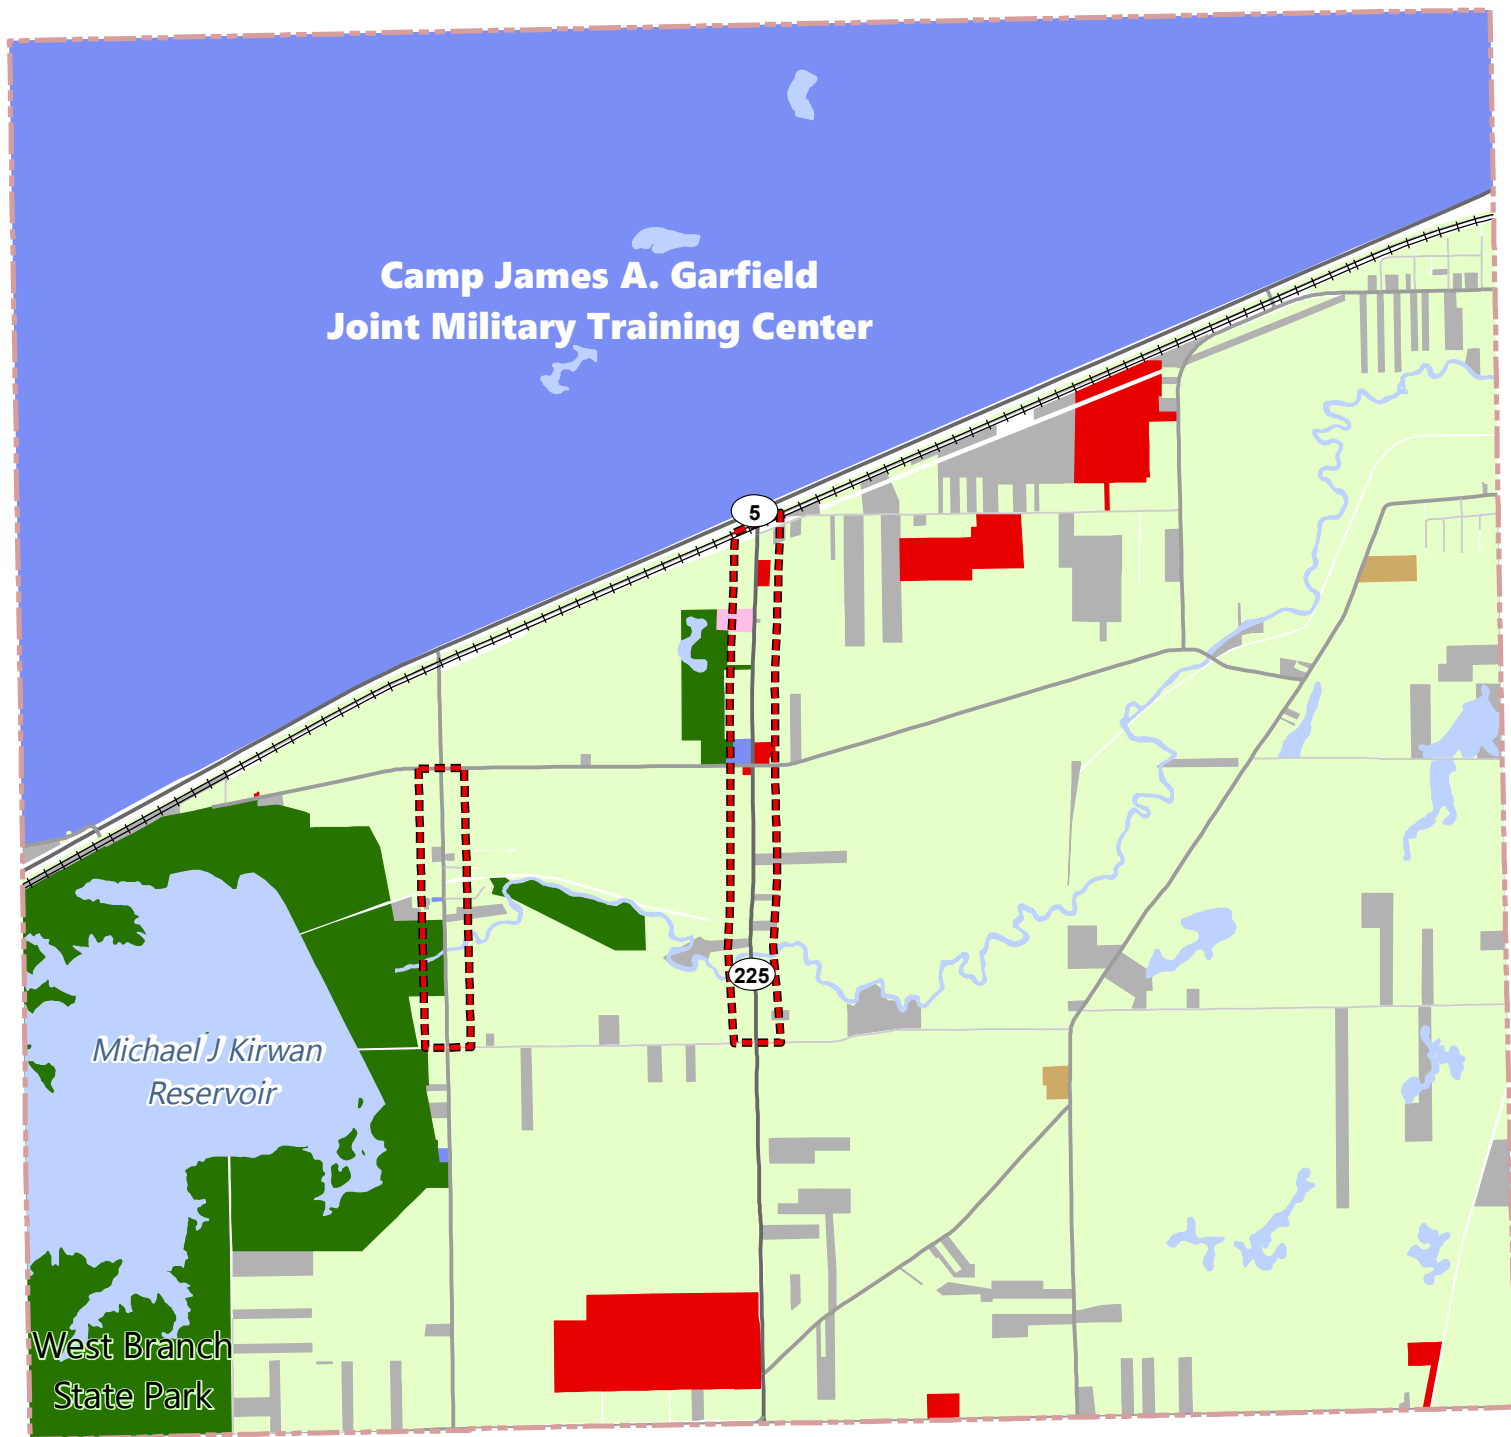 Camp James A. Garfield
Joint Military Training Center
5
225
Michael J Kirwan
Reservoir
West Branch
State Park